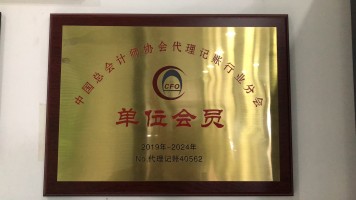 中国总会计师协会代理记账行业分会
CFO
单位会员
2019年-2024年
No.代理记账40562